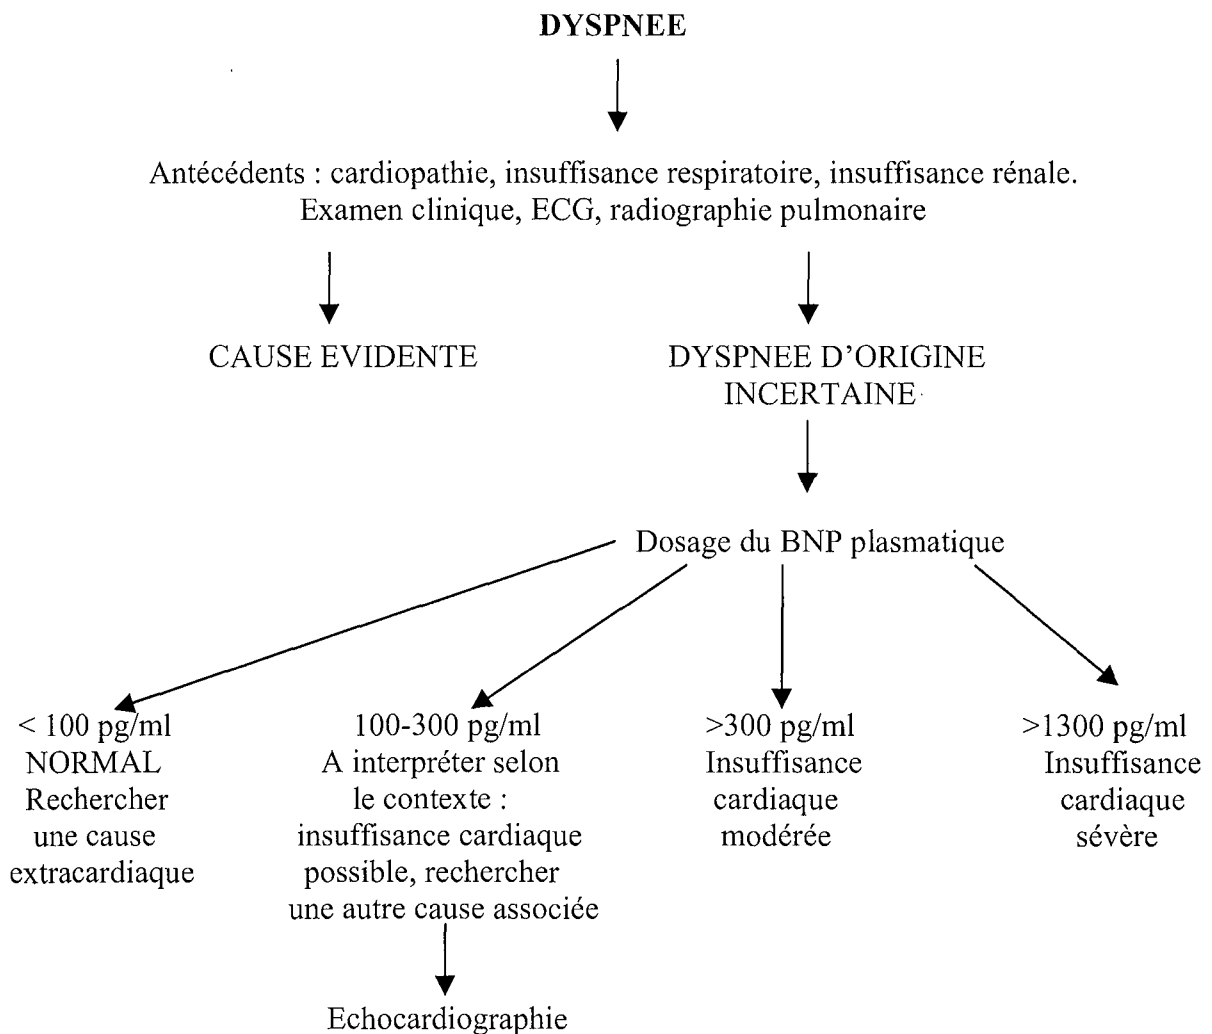 DYSPNEE
Antécédents : cardiopathie, insuffisance respiratoire, insuffisance rénale.
Examen clinique, ECG, radiographie pulmonaire
CAUSE EVIDENTE
DYSPNEE D'ORIGINE
INCERTAINE
Dosage du BNP plasmatique
< 100 pg/ml
NORMAL
Rechercher
une cause
extracardiaque
100-300 pg/ml
A interpréter selon
le contexte :
insuffisance cardiaque
possible, rechercher
une autre cause associée
>300 pg/ml
Insuffisance
cardiaque
modérée
>1300 pg/ml
Insuffisance
cardiaque
sévère
Echocardiographie